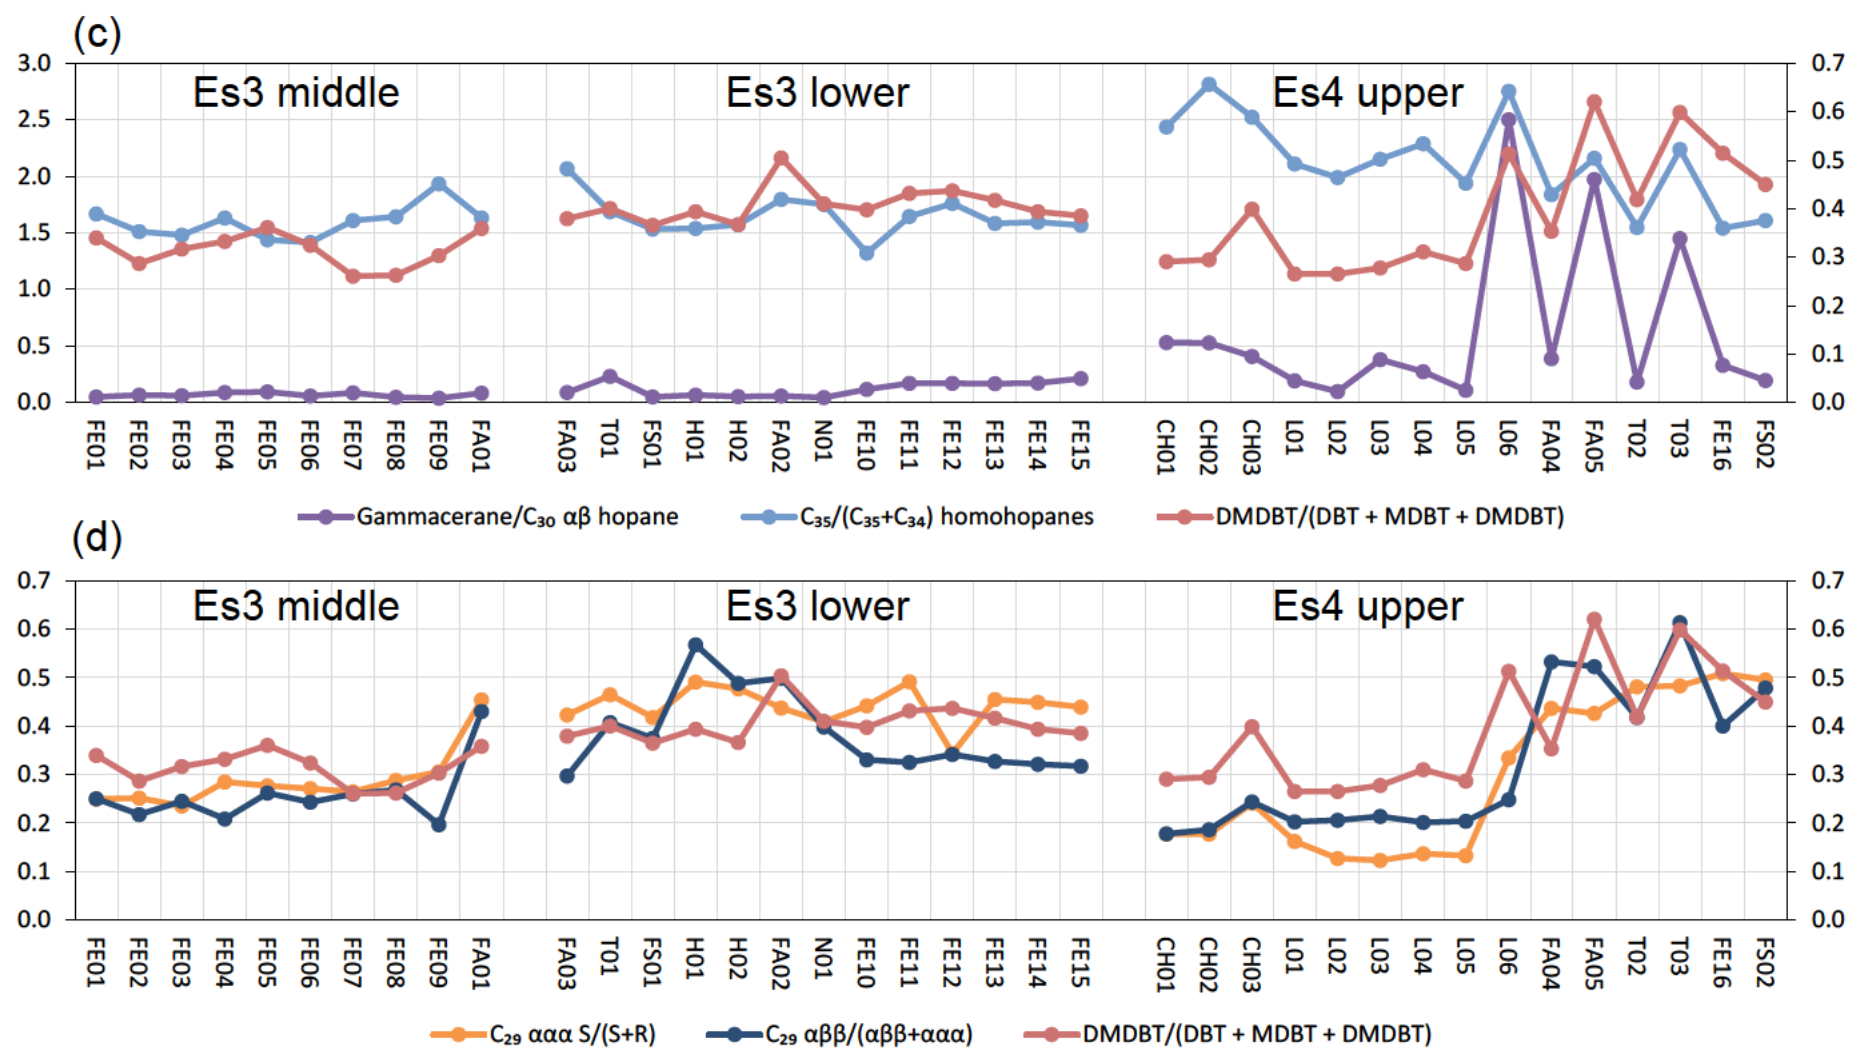 (c)
3.0
2.5
2.0
1.5
1.0
0.5
0.0
Es3 middle
Es3 lower
Es4 upper
0.7
0.6
0.5
0.4
0.3
0.2
0.1
0.0
FE01
FE02
FE03
FE04
FE05
FE06
FE07
FE08
FE09
FA01
FA03
T01
FS01
H01
H02
FA02
N01
FE10
FE11
FE12
FE13
FE14
FE15
CH01
CH02
CH03
L01
L02
L03
L04
L05
L06
FA04
FA05
T02
T03
FE16
FS02
Gammacerane/C₃₀ αβ hopane
C₃₅/(C₃₅+C₃₄) homohopanes
DMDBT/(DBT + MDBT + DMDBT)
(d)
0.7
0.6
0.5
0.4
0.3
0.2
0.1
0.0
Es3 middle
Es3 lower
Es4 upper
0.7
0.6
0.5
0.4
0.3
0.2
0.1
0.0
FE01
FE02
FE03
FE04
FE05
FE06
FE07
FE08
FE09
FA01
FA03
T01
FS01
H01
H02
FA02
N01
FE10
FE11
FE12
FE13
FE14
FE15
CH01
CH02
CH03
L01
L02
L03
L04
L05
L06
FA04
FA05
T02
T03
FE16
FS02
C₂₉ ααα S/(S+R)
C₂₉ αββ/(αββ+ααα)
DMDBT/(DBT + MDBT + DMDBT)